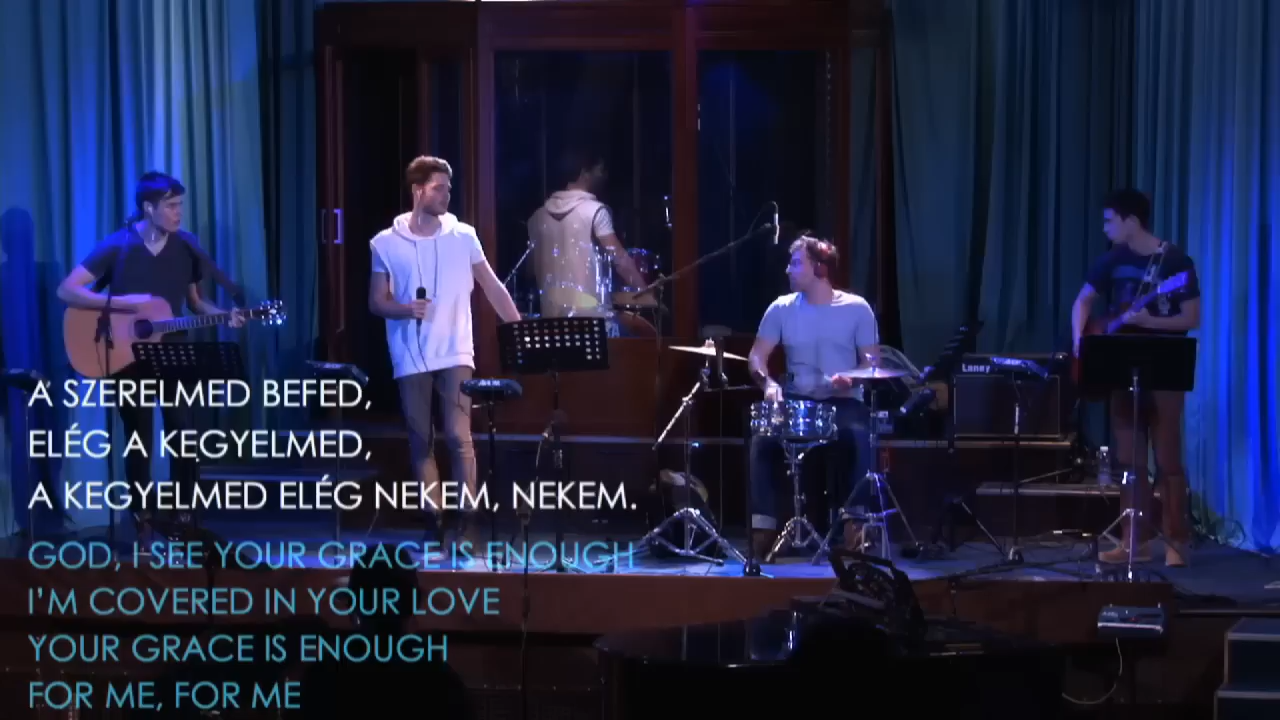 A SZERELMED BEFED,
ELÉG A KEGYELMED,
A KEGYELMED ELÉG NEKEM, NEKEM.
GOD, I SEE YOUR GRACE IS ENOUGH
I'M COVERED IN YOUR LOVE
YOUR GRACE IS ENOUGH
FOR ME, FOR ME
Laney